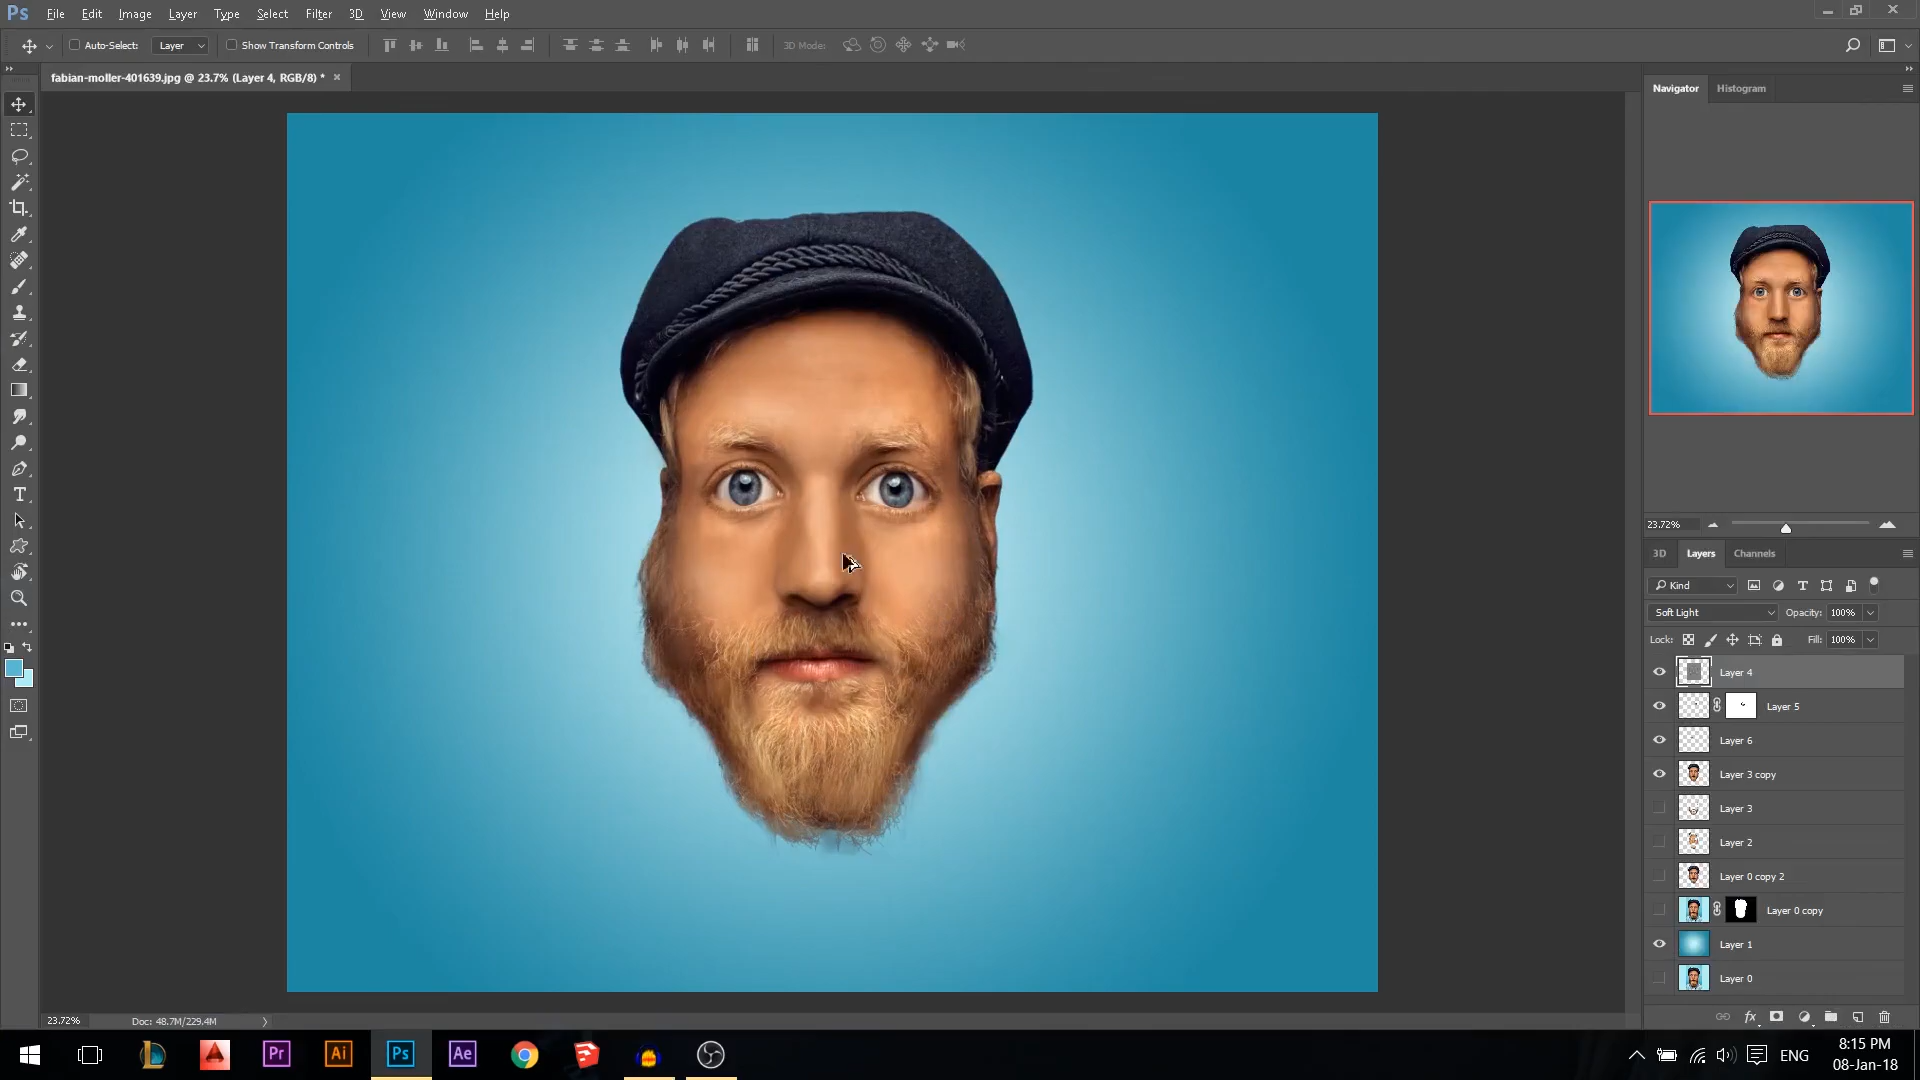 Ps File Edit Image Layer Type Select Filter 3D View Window Help
Auto-Select: Layer Show Transform Controls 3D Mode:
fabian-moller-401639.jpg @ 23.7% (Layer 4, RGB/8) * ×
Navigator Histogram
23.72%
3D Layers Channels
Kind T
Soft Light Opacity: 100%
Lock: Fill: 100%
Layer 4
Layer 5
Layer 6
Layer 3 copy
Layer 3
Layer 2
Layer 0 copy 2
Layer 0 copy
Layer 1
Layer 0
fx
T
23.72% Doc: 48.7M/229.4M
Pr Ai Ps Ae
ENG
8:15 PM
08-Jan-18